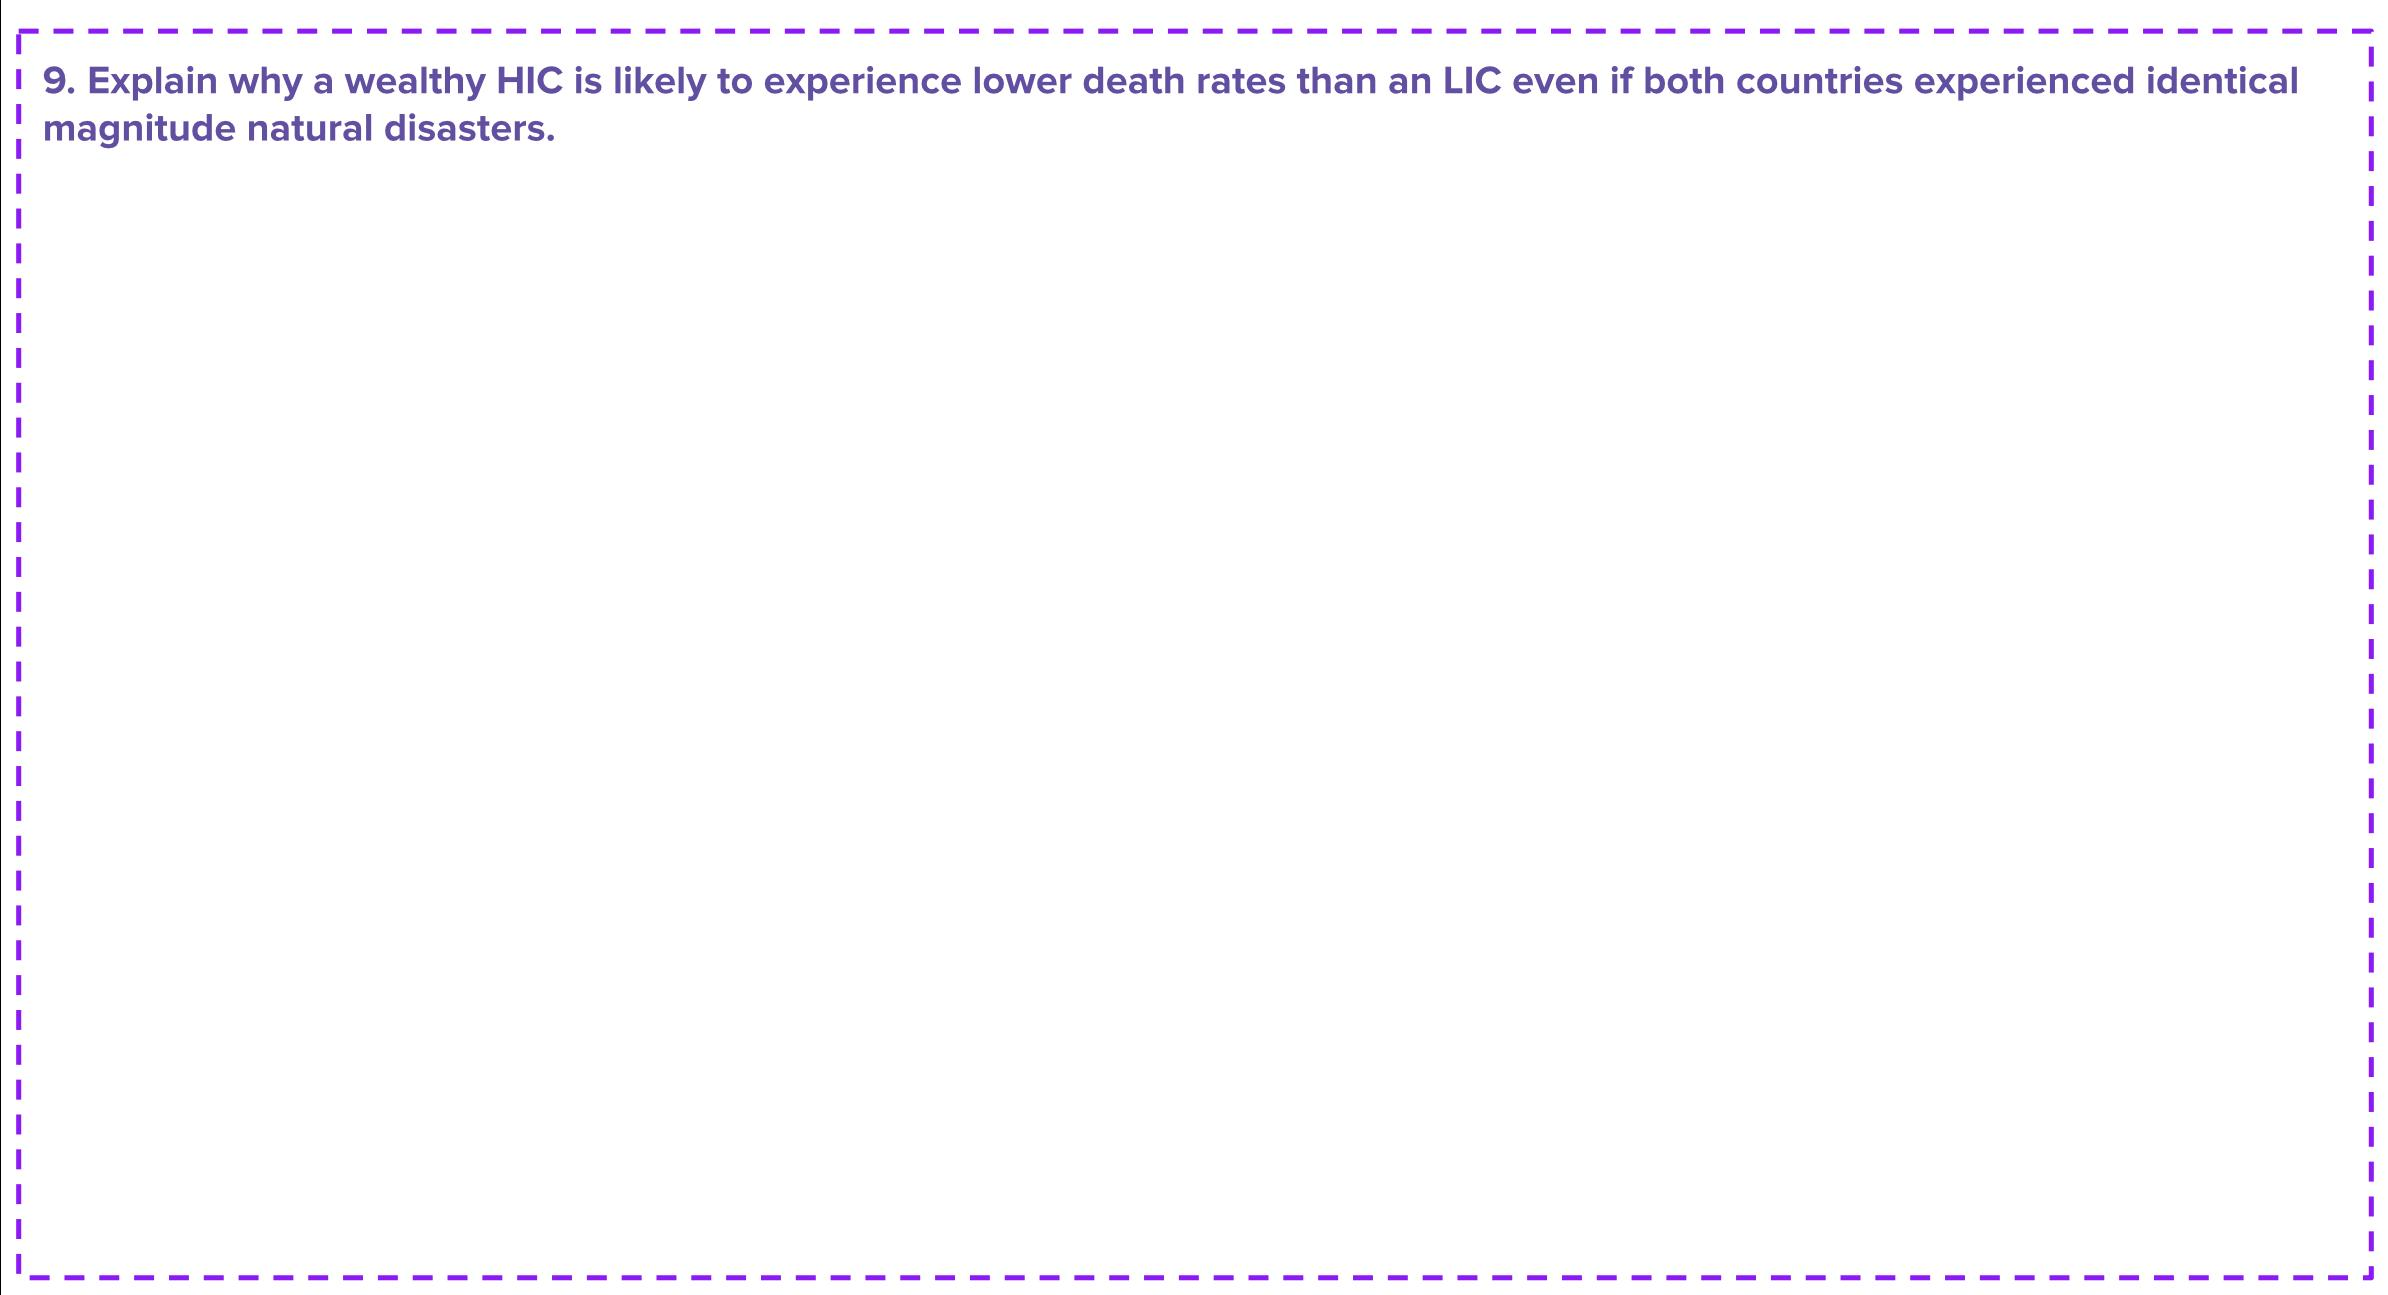 9. Explain why a wealthy HIC is likely to experience lower death rates than an LIC even if both countries experienced identical
magnitude natural disasters.